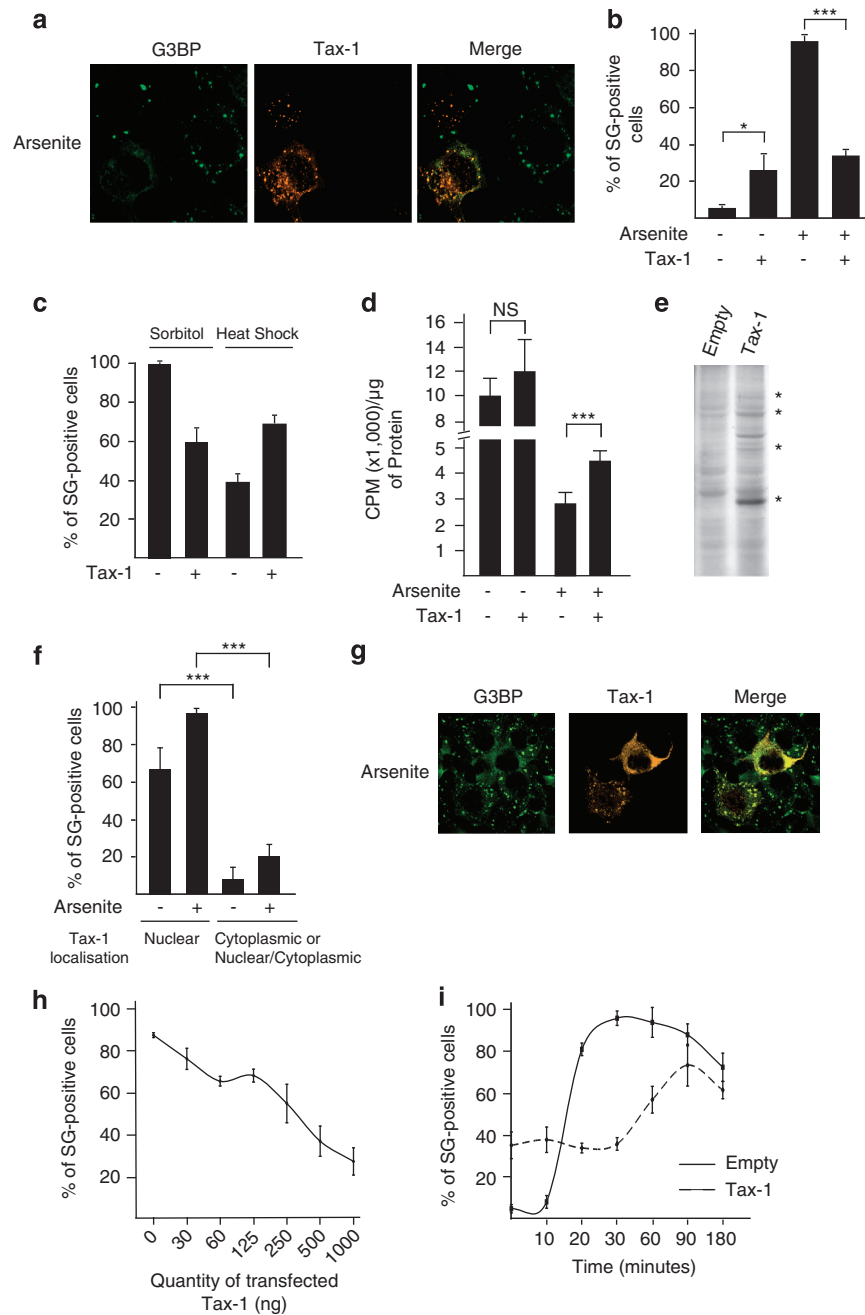 a
G3BP
Tax-1
Merge
Arsenite
b
% of SG-positive
cells
100
80
60
40
20
*
***
Arsenite - - + +
Tax-1 - + - +
c
Sorbitol
Heat Shock
% of SG-positive cells
100
80
60
40
20
Tax-1 - + - +
d
CPM (x1,000)/µg
of Protein
16
14
12
10
8
5
4
3
2
1
NS
***
Arsenite - - + +
Tax-1 - + - +
e
Empty
Tax-1
*
*
*
*
f
% of SG-positive cells
100
80
60
40
20
***
***
Arsenite - + - +
Tax-1
localisation
Nuclear
Cytoplasmic or
Nuclear/Cytoplasmic
g
G3BP
Tax-1
Merge
Arsenite
h
% of SG-positive cells
100
80
60
40
20
0 30 60 125 250 500 1000
Quantity of transfected
Tax-1 (ng)
i
% of SG-positive cells
100
80
60
40
20
Empty
Tax-1
10 20 30 60 90 180
Time (minutes)